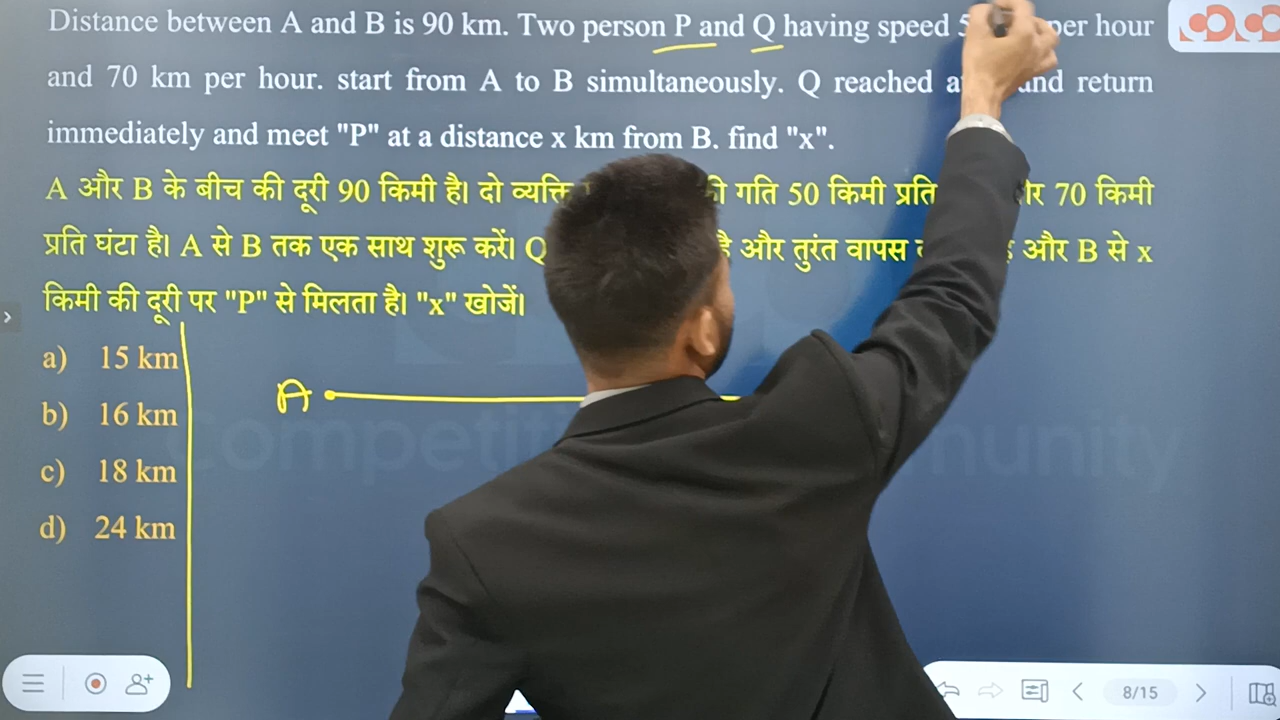 Distance between A and B is 90 km. Two person P and Q having speed per hour
and 70 km per hour. start from A to B simultaneously. Q reached and return
immediately and meet "P" at a distance x km from B. find "x".
A और B के बीच की दूरी 90 किमी है। दो व्यक्ति गति 50 किमी प्रति 70 किमी
प्रति घंटा है। A से B तक एक साथ शुरू करें। Q है और तुरंत वापस और B से x
किमी की दूरी पर "P" से मिलता है। "x" खोजें।
a) 15 km
A
b) 16 km
c) 18 km
d) 24 km
8/15